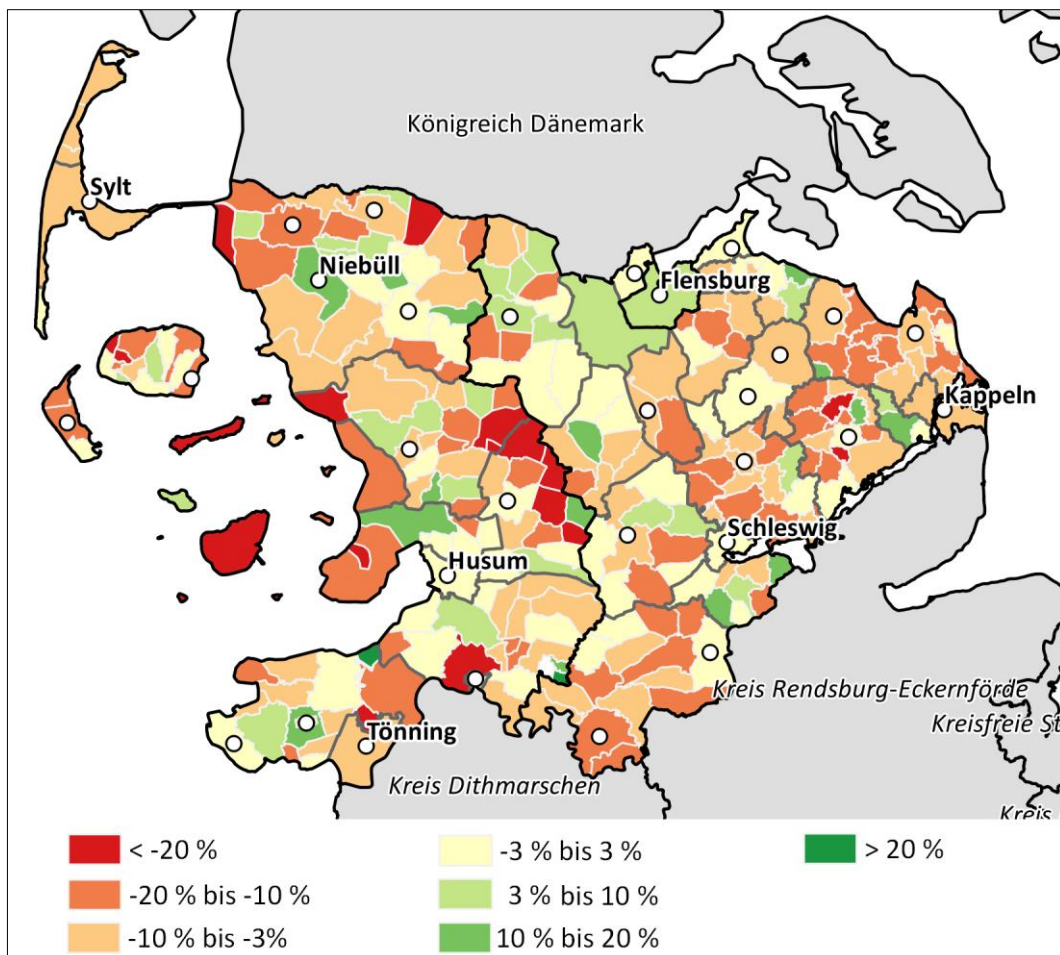 Königreich Dänemark
Sylt
Niebüll
Flensburg
Kappeln
Schleswig
Husum
Kreis Rendsburg-Eckernförde
Kreisfreie St
Tönning
Kreis Dithmarschen
Kreis
< -20 %
-3 % bis 3 %
> 20 %
-20 % bis -10 %
3 % bis 10 %
-10 % bis -3%
10 % bis 20 %